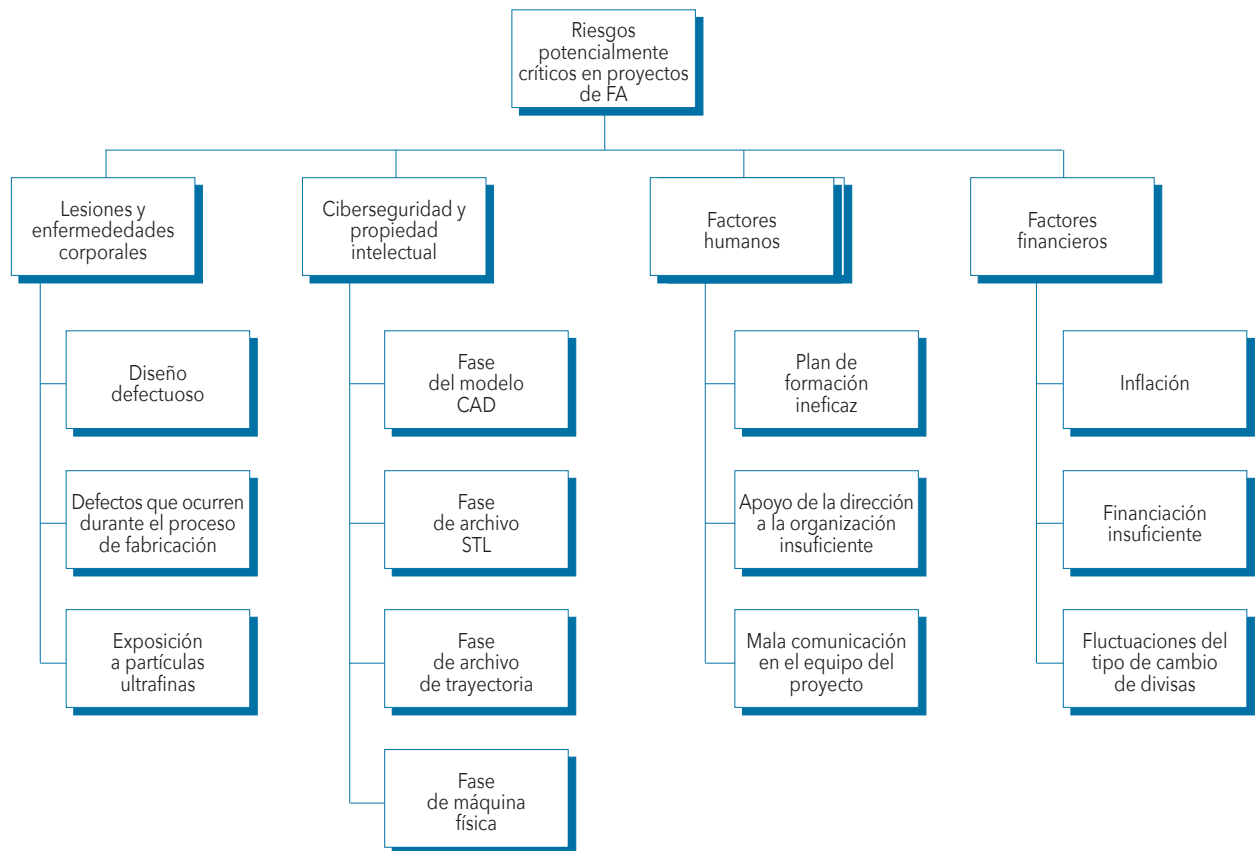 Riesgos
potencialmente
críticos en proyectos
de FA
Lesiones y
enfermededades
corporales
Ciberseguridad y
propiedad
intelectual
Factores
humanos
Factores
financieros
Diseño
defectuoso
Fase
del modelo
CAD
Plan de
formación
ineficaz
Inflación
Defectos que ocurren
durante el proceso
de fabricación
Fase
de archivo
STL
Apoyo de la dirección
a la organización
insuficiente
Financiación
insuficiente
Exposición
a partículas
ultrafinas
Fase
de archivo
de trayectoria
Mala comunicación
en el equipo del
proyecto
Fluctuaciones del
tipo de cambio
de divisas
Fase
de máquina
física